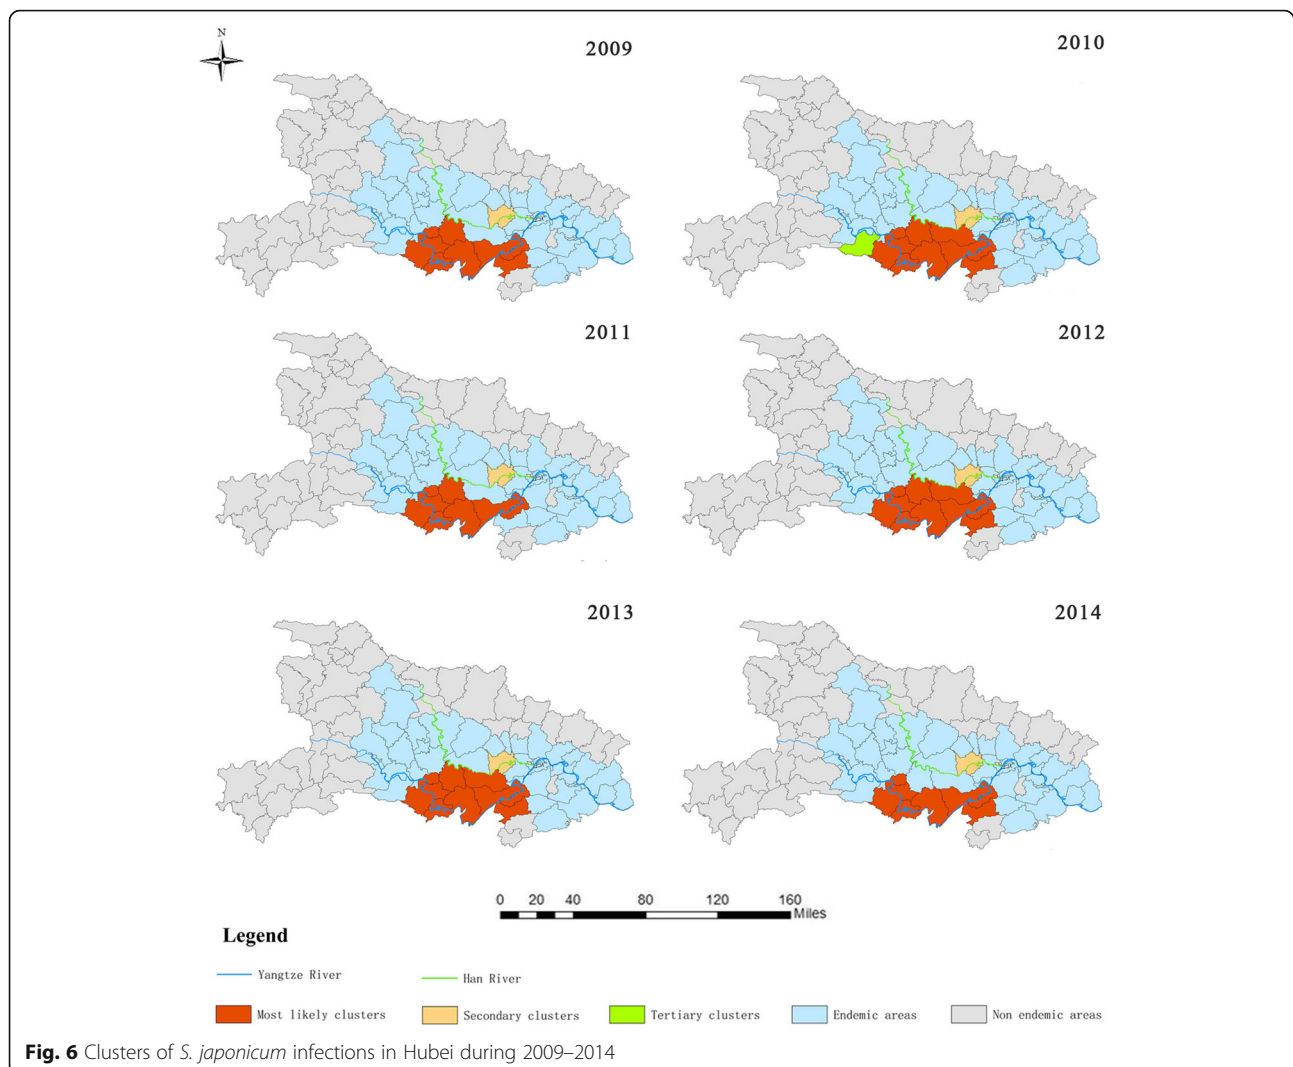 N
2009
2010
2011
2012
2013
2014
0 20 40 80 120 160
Miles
Legend
Yangtze River Han River
Most likely clusters Secondary clusters Tertiary clusters Endemic areas Non endemic areas
Fig. 6 Clusters of S. japonicum infections in Hubei during 2009–2014